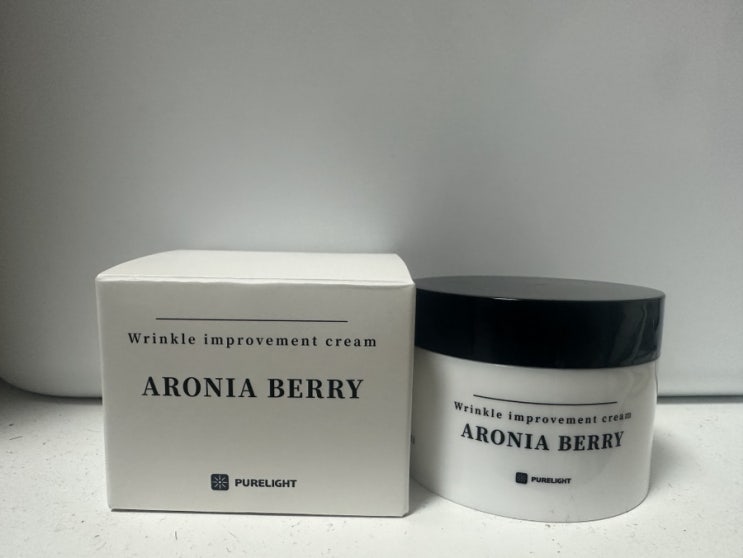 Wrinkle improvement cream
ARONIA BERRY
PURELIGHT
Wrinkle improvement cream
ARONIA BERRY
PURELIGHT